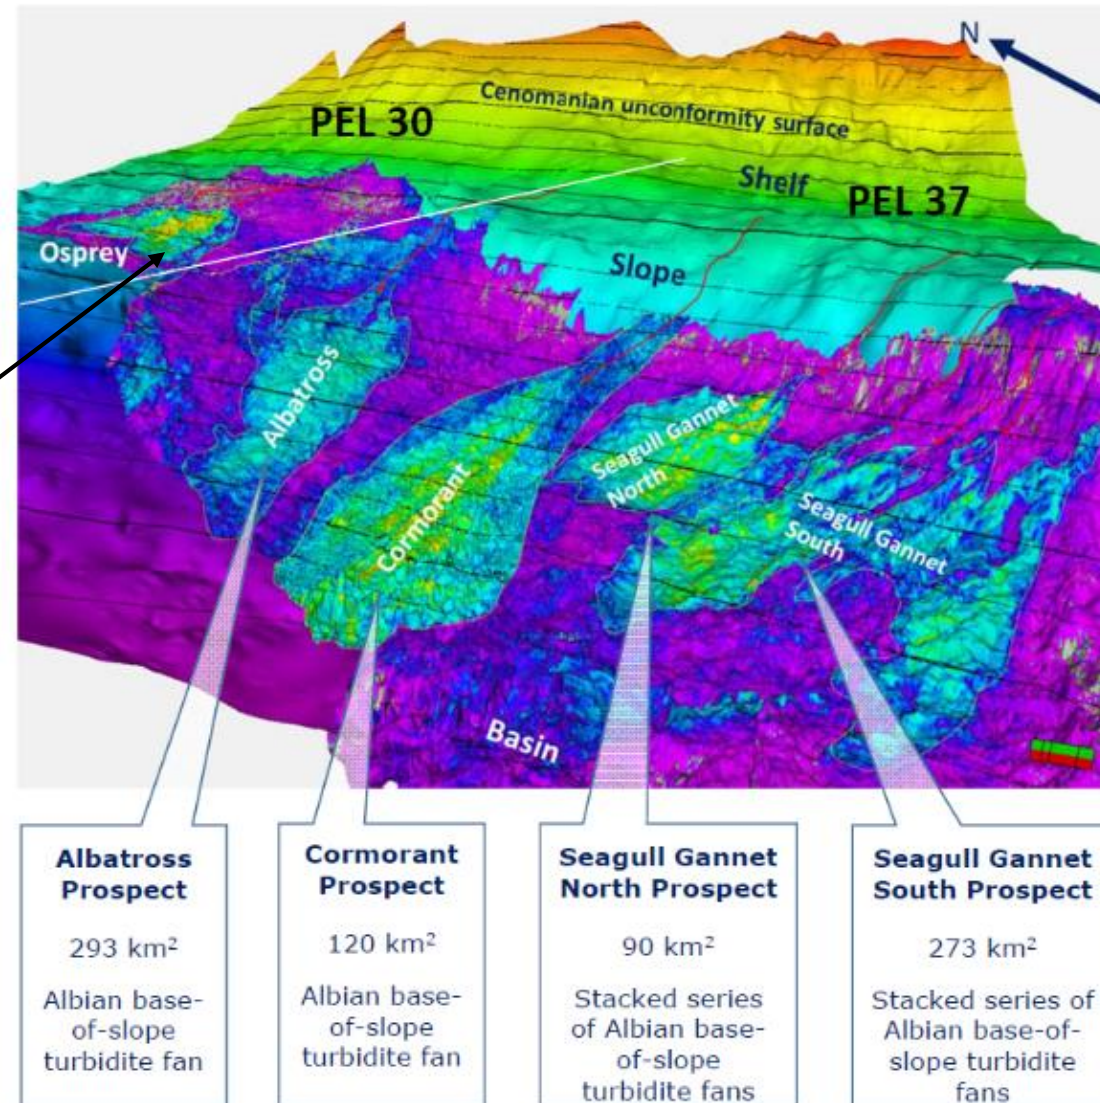 N
Cenomanian unconformity surface
PEL 30
Shelf
PEL 37
Osprey
Slope
Albatross
Cormorant
Seagull Gannet
North
Seagull Gannet
South
Basin
Albatross
Prospect
293 km²
Albian base-
of-slope
turbidite fan
Cormorant
Prospect
120 km²
Albian base-
of-slope
turbidite fan
Seagull Gannet
North Prospect
90 km²
Stacked series
of Albian base-
of-slope
turbidite fans
Seagull Gannet
South Prospect
273 km²
Stacked series of
Albian base-of-
slope turbidite
fans